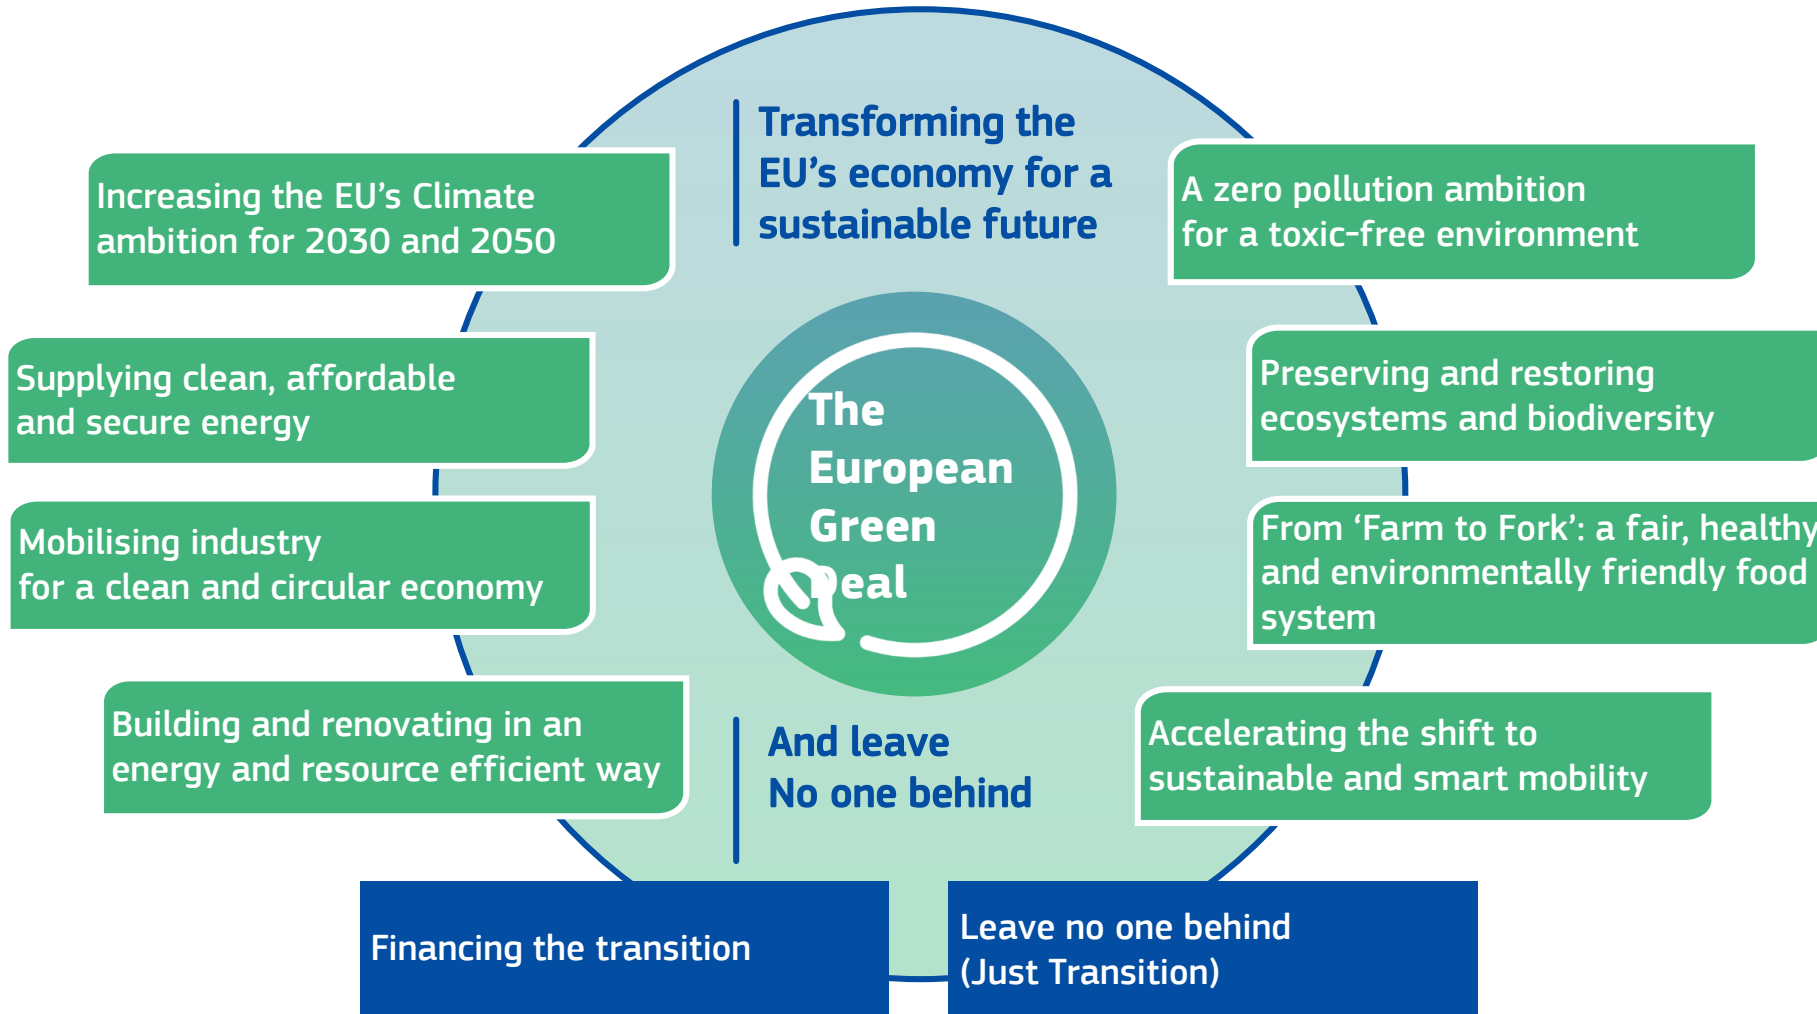 Transforming the
EU’s economy for a
sustainable future
Increasing the EU’s Climate
ambition for 2030 and 2050
Supplying clean, affordable
and secure energy
Mobilising industry
for a clean and circular economy
Building and renovating in an
energy and resource efficient way
The
European
Green
Deal
A zero pollution ambition
for a toxic-free environment
Preserving and restoring
ecosystems and biodiversity
From ‘Farm to Fork’: a fair, healthy
and environmentally friendly food
system
Accelerating the shift to
sustainable and smart mobility
And leave
No one behind
Financing the transition
Leave no one behind
(Just Transition)